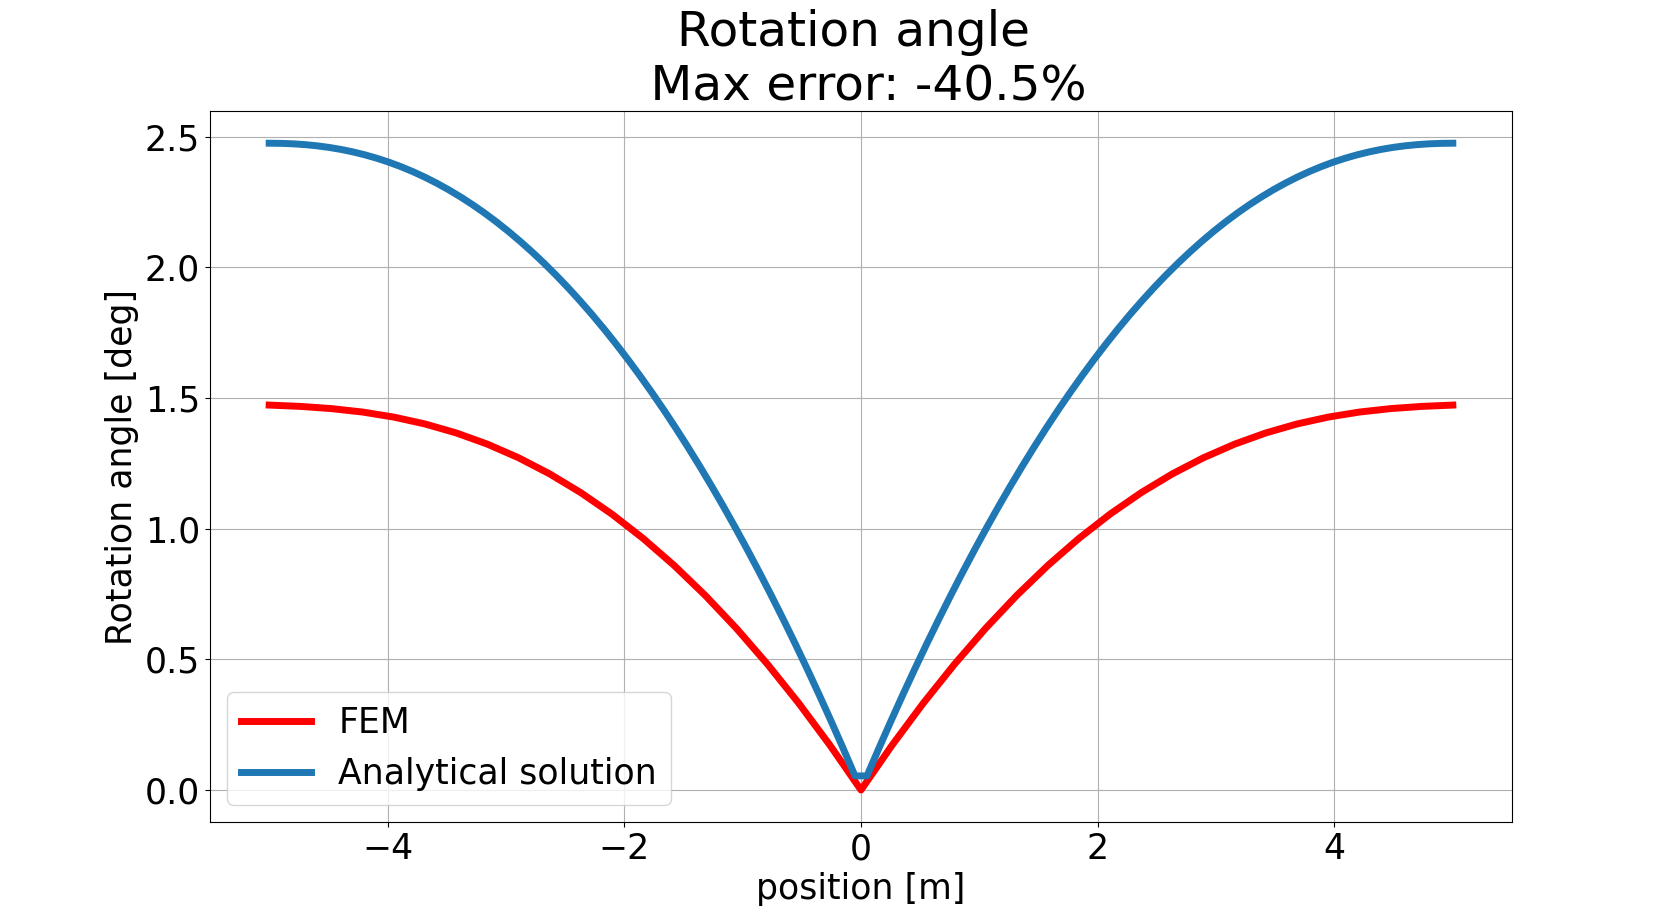 Rotation angle
Max error: -40.5%
Rotation angle [deg]
2.5
2.0
1.5
1.0
0.5
0.0
FEM
Analytical solution
−4 −2 0 2 4
position [m]